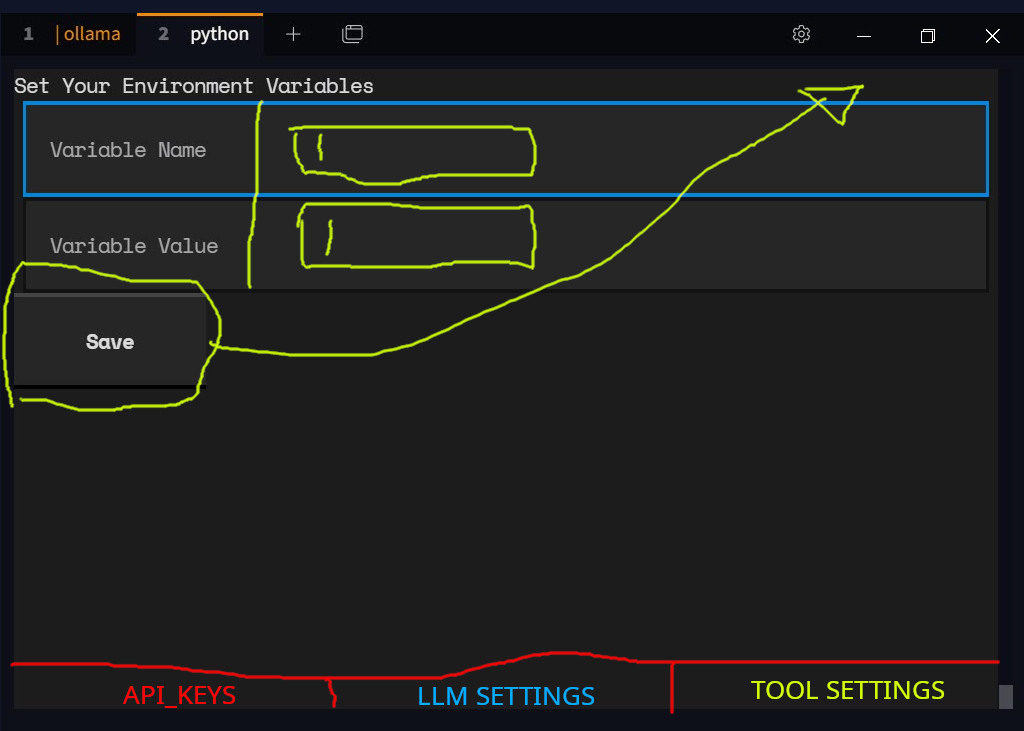 1 |ollama 2 python
Set Your Environment Variables
Variable Name
Variable Value
Save
API_KEYS LLM SETTINGS TOOL SETTINGS